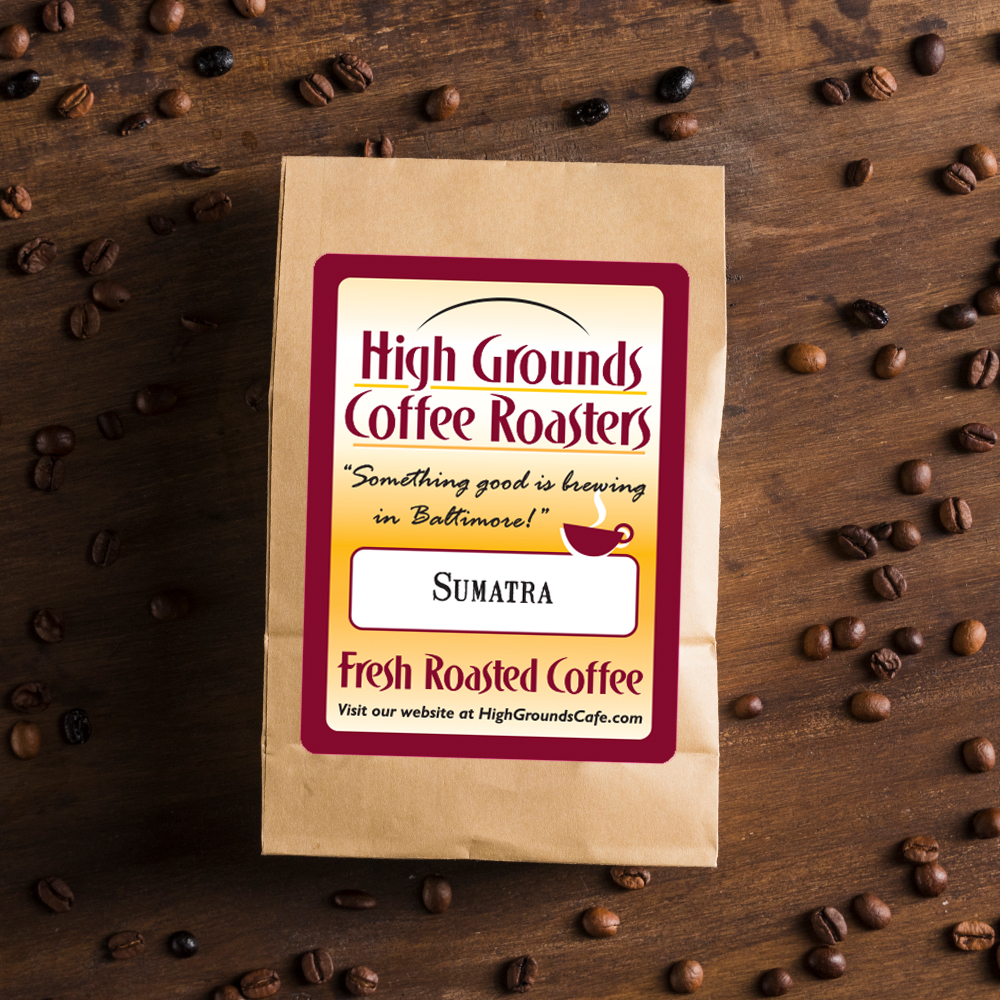 High Grounds
Coffee Roasters
“Something good is brewing
in Baltimore!”
Sumatra
Fresh Roasted Coffee
Visit our website at HighGroundsCafe.com